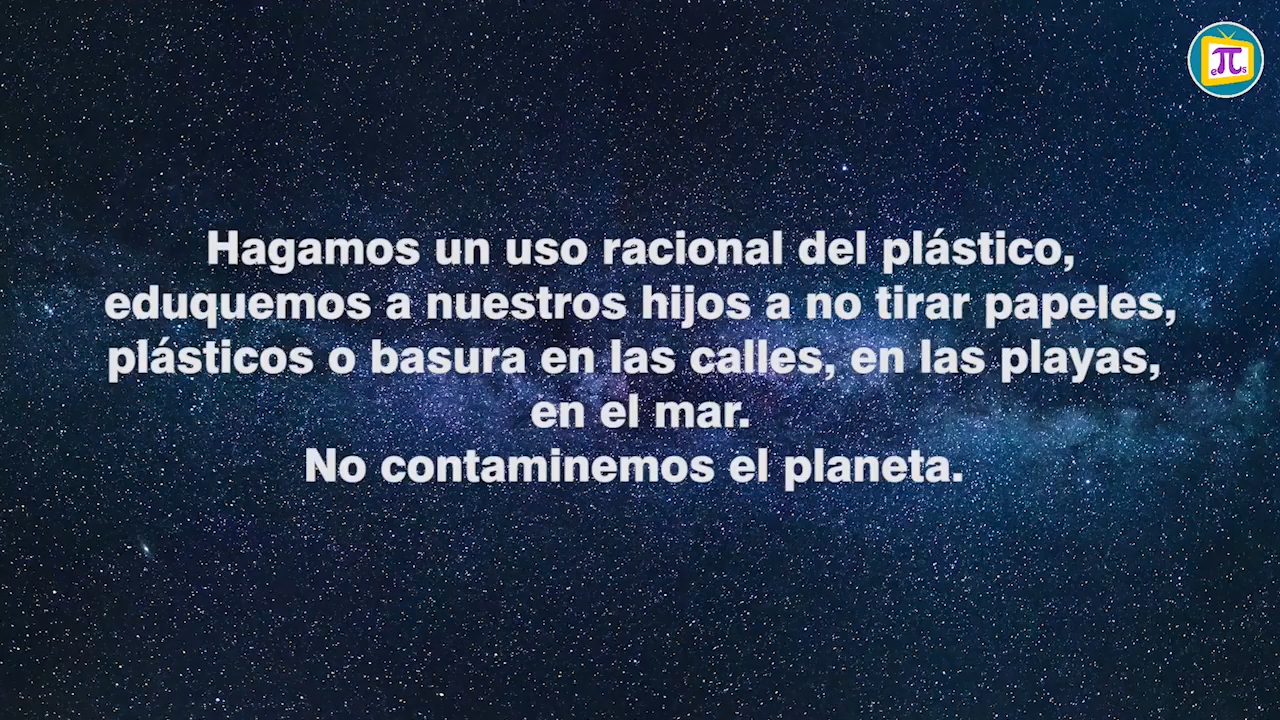 Hagamos un uso racional del plástico,
eduquemos a nuestros hijos a no tirar papeles,
plásticos o basura en las calles, en las playas,
en el mar.
No contaminemos el planeta.
e π s